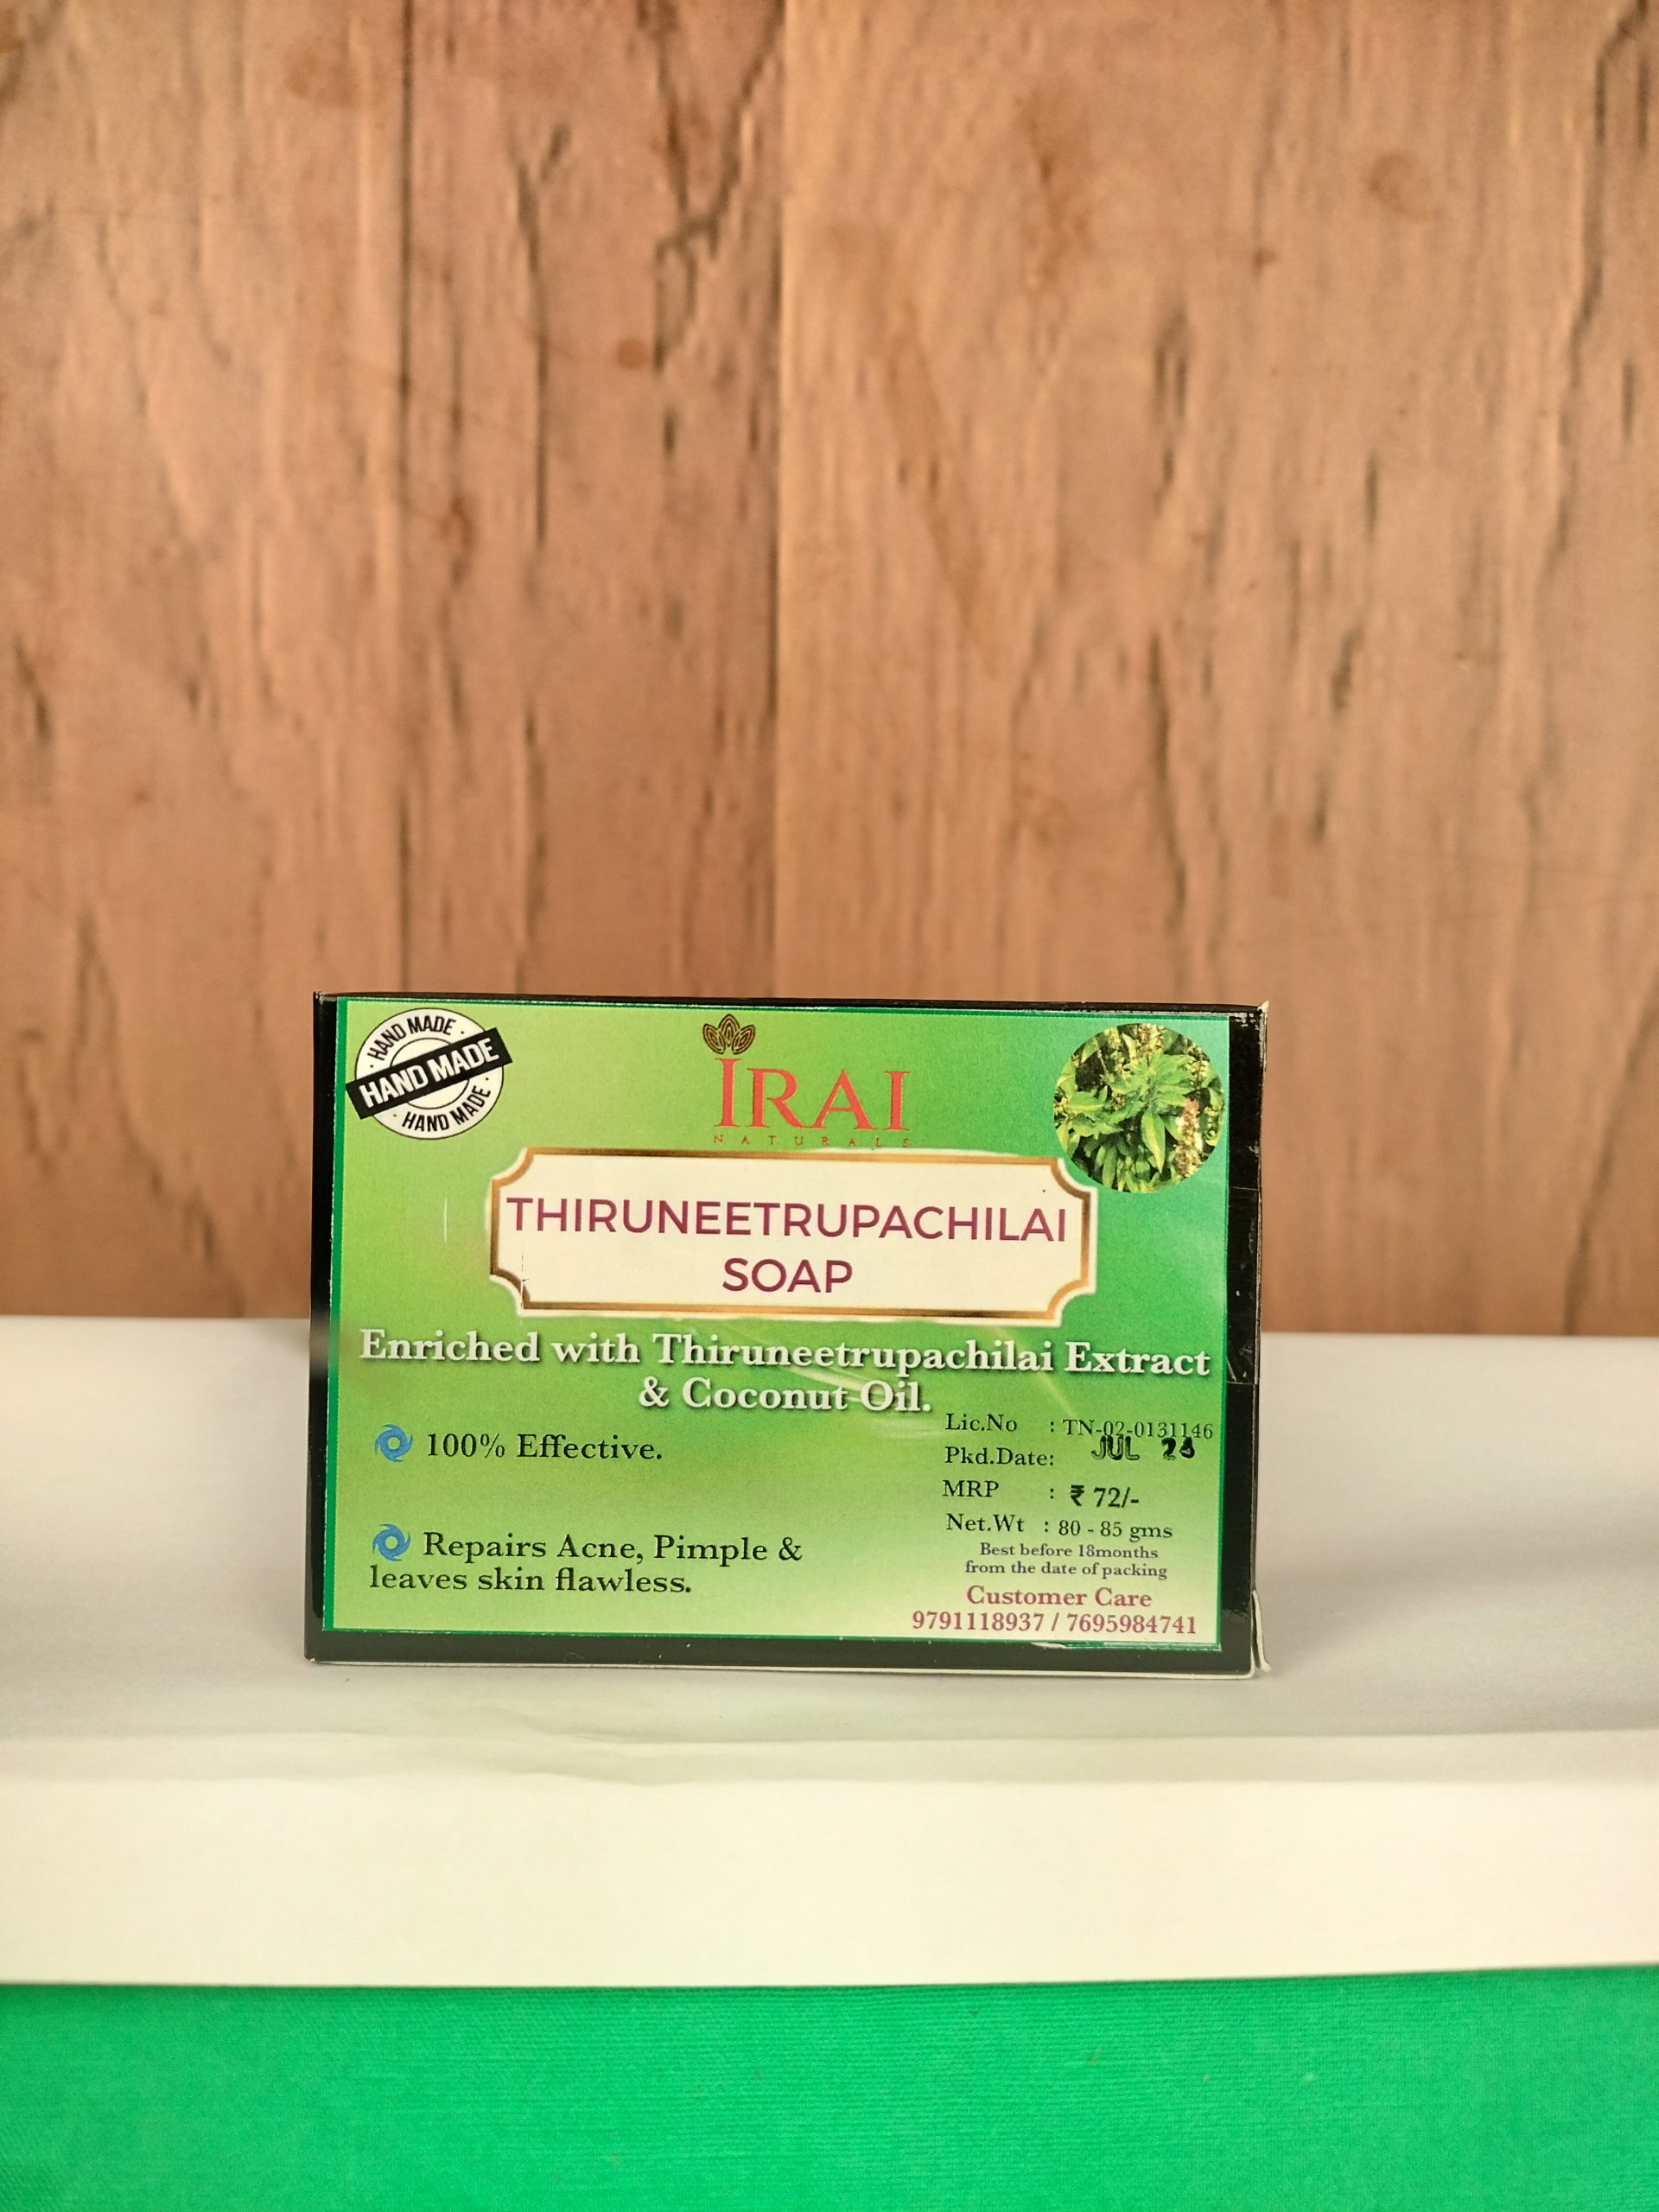 HAND MADE
HAND MADE
HAND MADE
IRAI
NATURALS
THIRUNEETRUPACHILAI
SOAP
Enriched with Thiruneetrupachilai Extract
& Coconut Oil.
100% Effective.
Repairs Acne, Pimple &
leaves skin flawless.
Lic.No : TN-02-0131146
Pkd.Date: JUL
MRP : ₹ 72/-
Net.Wt : 80 - 85 gms
Best before 18months
from the date of packing
Customer Care
9791118937 / 7695984741